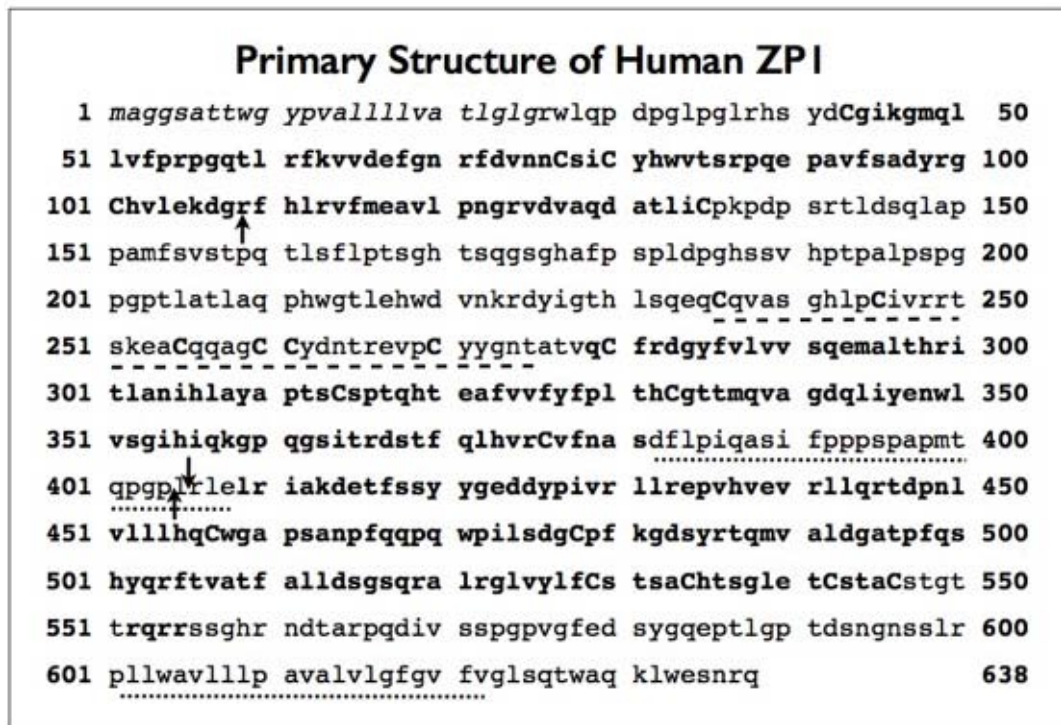 Primary Structure of Human ZP1
1 maggsattwg ypvallllva tlglgrwlqp dpglpglrhs ydCgikgmql 50
51 lvfprpgqtl rfkvvdefgn rfdvnnCsiC yhwvtsrpqe pavfsadyrg 100
101 Chvlekdgrf hlrvfmeavl pngrvdvaqd atliCpkpdp srtldsqlap 150
151 pamfsvstpq tlsflptsgh tsqgsghafp spldpghssv hptpalpspg 200
201 pgptlatlaq phwgtlehwd vnkrdyigth lsqeqCqvas ghlpCivrrt 250
251 skeaCqqagC CydntrevpC yygntatvqC frdgyfvlvv sqemalthri 300
301 tlanihlaya ptsCsptqht eafvvfyfpl thCgttmqva gdqliyenwl 350
351 vsgihiqkgp qgsitrdstf qlhvrCvfna sdflpiqasi fpppspapmt 400
401 qpgplrlelr iakdetfssy ygeddypivr llrepvhvev rllqrtdpnl 450
451 vlllhqCwga psanpfqqpq wpilsdgCpf kgdsyrtqmv aldgatpfqs 500
501 hyqrftvatf alldsgsqra lrglvylfCs tsaChtsgle tCstaCstgt 550
551 trqrrssghr ndtarpqdiv sspgpvgfed sygqeptlgp tdsngnsslr 600
601 pllwavlllp avalvlgfgv fvglsqtwaq klwesnrq 638